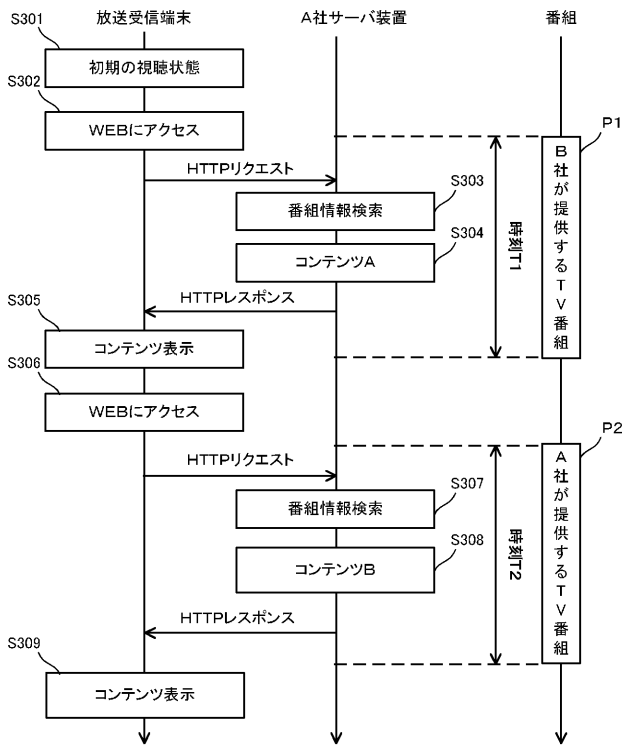 放送受信端末
A社サーバ装置
番組
S301
初期の視聴状態
S302
WEBにアクセス
P1
B社が提供するTV番組
HTTPリクエスト
S303
番組情報検索
時刻T1
S304
コンテンツA
HTTPレスポンス
S305
コンテンツ表示
S306
WEBにアクセス
P2
A社が提供するTV番組
HTTPリクエスト
S307
番組情報検索
時刻T2
S308
コンテンツB
HTTPレスポンス
S309
コンテンツ表示